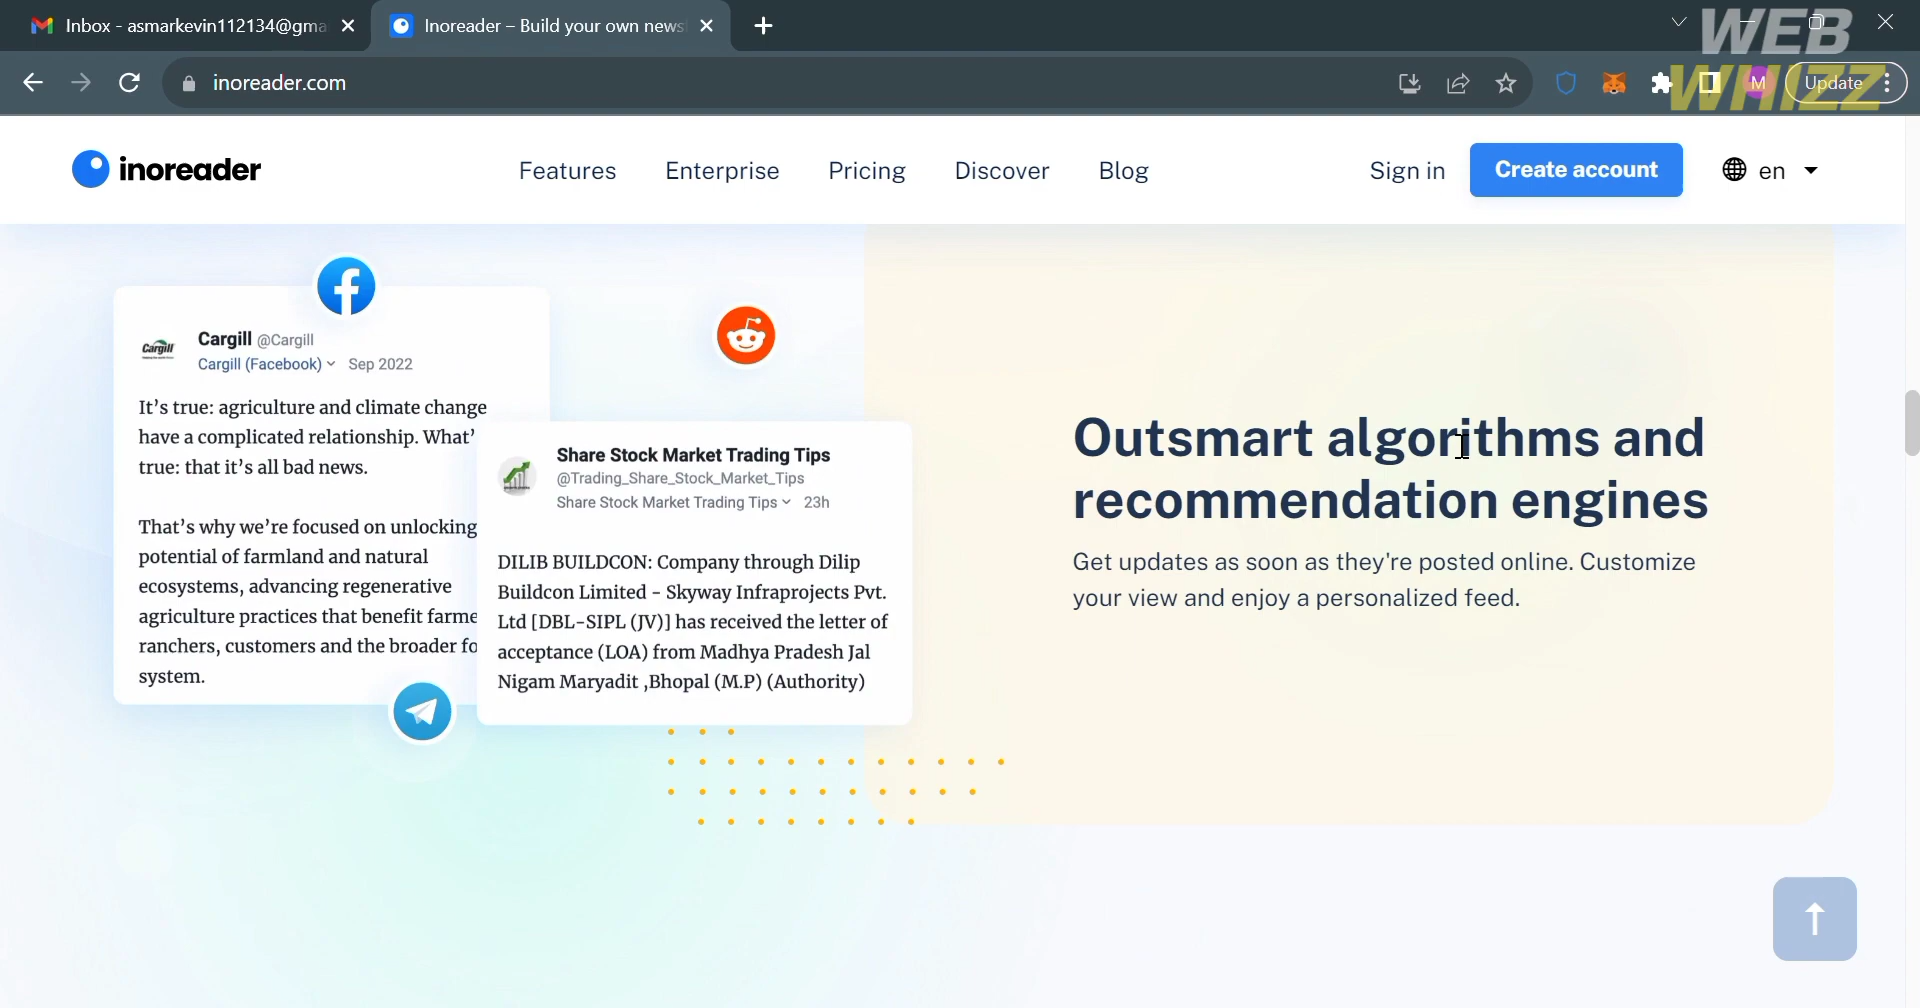 Inbox - asmarkevin112134@gma
Inoreader – Build your own news
WEB
WHIZZ
inoreader.com
M
Update
inoreader
Features
Enterprise
Pricing
Discover
Blog
Sign in
Create account
en
Cargill @Cargill
Cargill
Cargill (Facebook) Sep 2022
It's true: agriculture and climate change
have a complicated relationship. What'
true: that it's all bad news.
That's why we're focused on unlocking
potential of farmland and natural
ecosystems, advancing regenerative
agriculture practices that benefit farme
ranchers, customers and the broader fo
system.
Share Stock Market Trading Tips
@Trading_Share_Stock_Market_Tips
Share Stock Market Trading Tips 23h
DILIB BUILDCON: Company through Dilip
Buildcon Limited - Skyway Infraprojects Pvt.
Ltd [DBL-SIPL (JV)] has received the letter of
acceptance (LOA) from Madhya Pradesh Jal
Nigam Maryadit ,Bhopal (M.P) (Authority)
Outsmart algorithms and
recommendation engines
Get updates as soon as they're posted online. Customize
your view and enjoy a personalized feed.